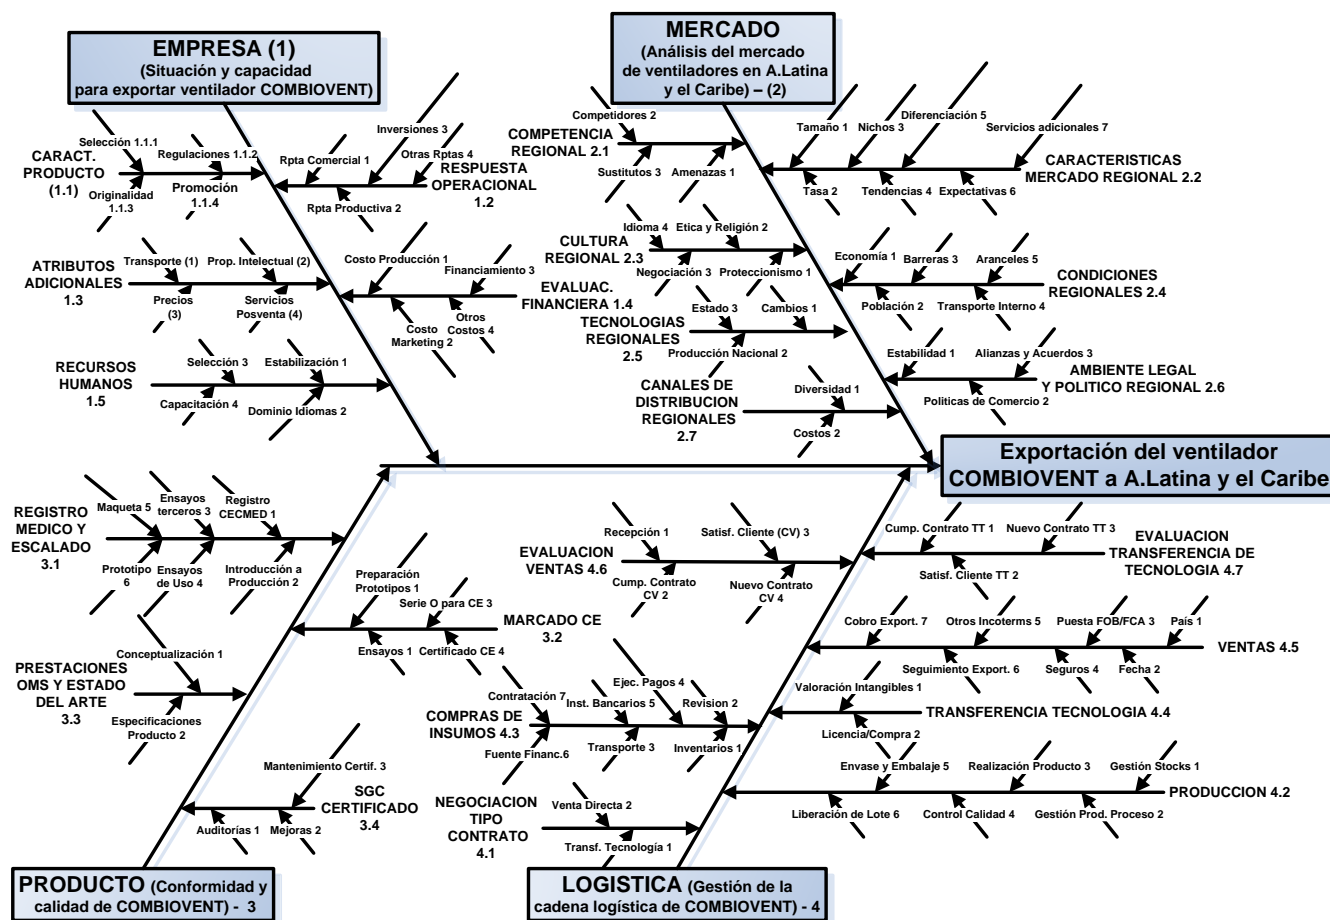 EMPRESA (1)
(Situación y capacidad
para exportar ventilador COMBIOVENT)
MERCADO
(Análisis del mercado
de ventiladores en A.Latina
y el Caribe) – (2)
Selección 1.1.1
Regulaciones 1.1.2
CARACT.
PRODUCTO
(1.1)
Originalidad
1.1.3
Promoción
1.1.4
Inversiones 3
Rpta Comercial 1
Otras Rptas 4
RESPUESTA
OPERACIONAL
1.2
Rpta Productiva 2
Transporte (1)
Prop. Intelectual (2)
ATRIBUTOS
ADICIONALES
1.3
Precios
(3)
Servicios
Posventa (4)
Costo Producción 1
Financiamiento 3
EVALUAC.
FINANCIERA 1.4
Costo
Marketing 2
Otros
Costos 4
Selección 3
Estabilización 1
RECURSOS
HUMANOS
1.5
Capacitación 4
Dominio Idiomas 2
Competidores 2
COMPETENCIA
REGIONAL 2.1
Sustitutos 3
Amenazas 1
Tamaño 1
Nichos 3
Diferenciación 5
Servicios adicionales 7
CARACTERISTICAS
MERCADO REGIONAL 2.2
Tasa 2
Tendencias 4
Expectativas 6
Idioma 4
Etica y Religión 2
CULTURA
REGIONAL 2.3
Negociación 3
Proteccionismo 1
Economía 1
Barreras 3
Aranceles 5
CONDICIONES
REGIONALES 2.4
Población 2
Transporte Interno 4
Estado 3
Cambios 1
TECNOLOGIAS
REGIONALES
2.5
Producción Nacional 2
Estabilidad 1
Alianzas y Acuerdos 3
AMBIENTE LEGAL
Y POLITICO REGIONAL 2.6
Politicas de Comercio 2
CANALES DE
DISTRIBUCION
REGIONALES
2.7
Diversidad 1
Costos 2
Exportación del ventilador
COMBIOVENT a A.Latina y el Caribe
Maqueta 5
Ensayos
terceros 3
Registro
CECMED 1
REGISTRO
MEDICO Y
ESCALADO
3.1
Prototipo
6
Ensayos
de Uso 4
Introducción a
Producción 2
Preparación
Prototipos 1
Serie O para CE 3
MARCADO CE
3.2
Ensayos 1
Certificado CE 4
Conceptualización 1
PRESTACIONES
OMS Y ESTADO
DEL ARTE
3.3
Especificaciones
Producto 2
Mantenimiento Certif. 3
SGC
CERTIFICADO
3.4
Auditorías 1
Mejoras 2
Recepción 1
Satisf. Cliente (CV) 3
EVALUACION
VENTAS 4.6
Cump. Contrato
CV 2
Nuevo Contrato
CV 4
Cump. Contrato TT 1
Nuevo Contrato TT 3
EVALUACION
TRANSFERENCIA DE
TECNOLOGIA 4.7
Satisf. Cliente TT 2
Cobro Export. 7
Otros Incoterms 5
Puesta FOB/FCA 3
País 1
VENTAS 4.5
Seguimiento Export. 6
Seguros 4
Fecha 2
Valoración Intangibles 1
TRANSFERENCIA TECNOLOGIA 4.4
Licencia/Compra 2
Contratación 7
Inst. Bancarios 5
Ejec. Pagos 4
Revision 2
COMPRAS DE
INSUMOS 4.3
Fuente Financ.6
Transporte 3
Inventarios 1
Envase y Embalaje 5
Realización Producto 3
Gestión Stocks 1
PRODUCCION 4.2
Liberación de Lote 6
Control Calidad 4
Gestión Prod. Proceso 2
NEGOCIACION
TIPO
CONTRATO
4.1
Venta Directa 2
Transf. Tecnología 1
PRODUCTO (Conformidad y
calidad de COMBIOVENT) - 3
LOGISTICA (Gestión de la
cadena logística de COMBIOVENT) - 4